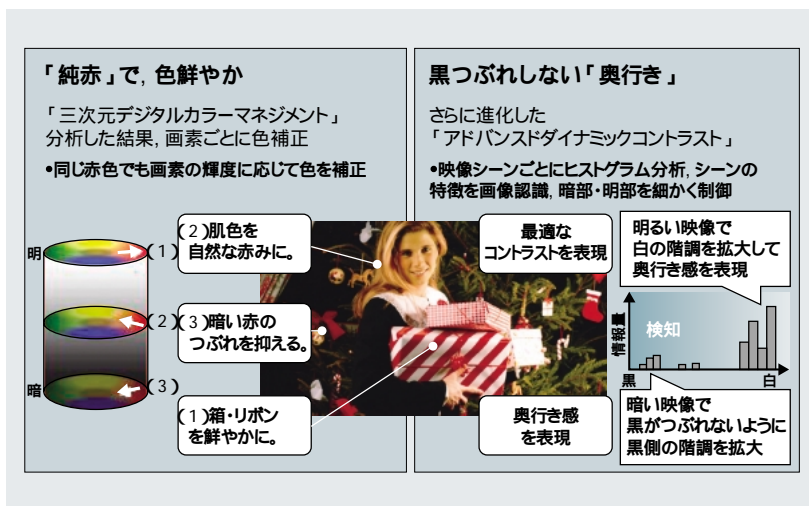 「純赤」で，色鮮やか
「三次元デジタルカラーマネジメント」
分析した結果，画素ごとに色補正
•同じ赤色でも画素の輝度に応じて色を補正
明
(1)
(2)
(3)
暗
(2)肌色を
自然な赤みに。
(3)暗い赤の
つぶれを抑える。
(1)箱・リボン
を鮮やかに。
黒つぶれしない「奥行き」
さらに進化した
「アドバンスドダイナミックコントラスト」
•映像シーンごとにヒストグラム分析，シーンの
特徴を画像認識，暗部・明部を細かく制御
最適な
コントラストを表現
奥行き感
を表現
明るい映像で
白の階調を拡大して
奥行き感を表現
情報量
検知
黒
白
暗い映像で
黒がつぶれないように
黒側の階調を拡大